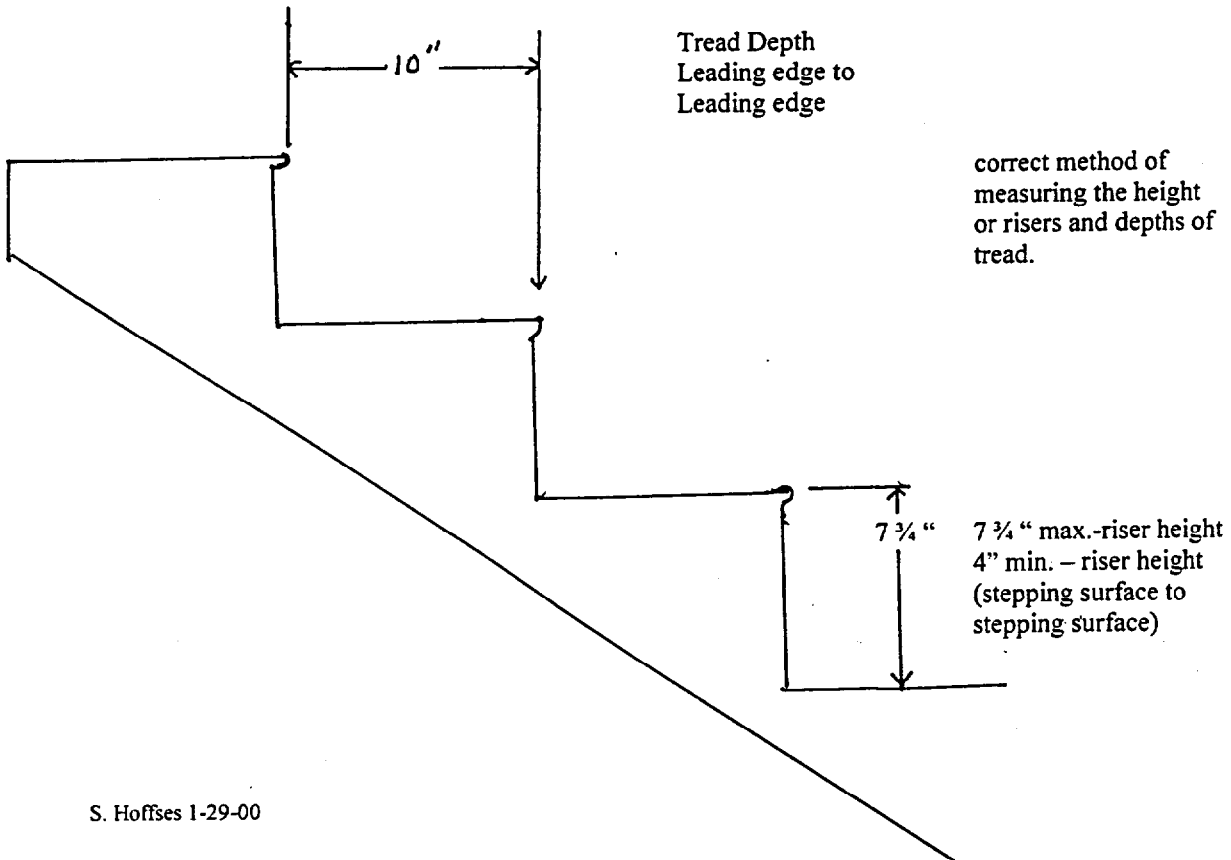 10"
Tread Depth
Leading edge to
Leading edge
correct method of
measuring the height
or risers and depths of
tread.
7 ¾ “
7 ¾ “ max.-riser height
4” min. – riser height
(stepping surface to
stepping surface)
S. Hoffses 1-29-00